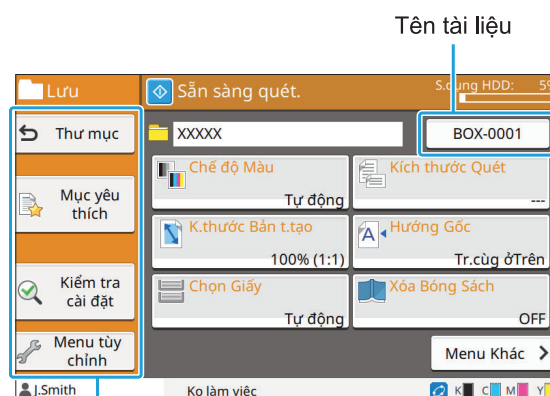 Tên tài liệu
Lưu
Sẵn sàng quét.
S.dụng HDD: 5%
Thư mục
XXXXX
BOX-0001
Mục yêu
thích
Kiểm tra
cài đặt
Menu tùy
chỉnh
Chế độ Màu
Tự động
Kích thước Quét
---
K.thước Bản t.tạo
100% (1:1)
Hướng Gốc
Tr.cùg ởTrên
Chọn Giấy
Tự động
Xóa Bóng Sách
OFF
Menu Khác
J.Smith
Ko làm việc
K C M Y